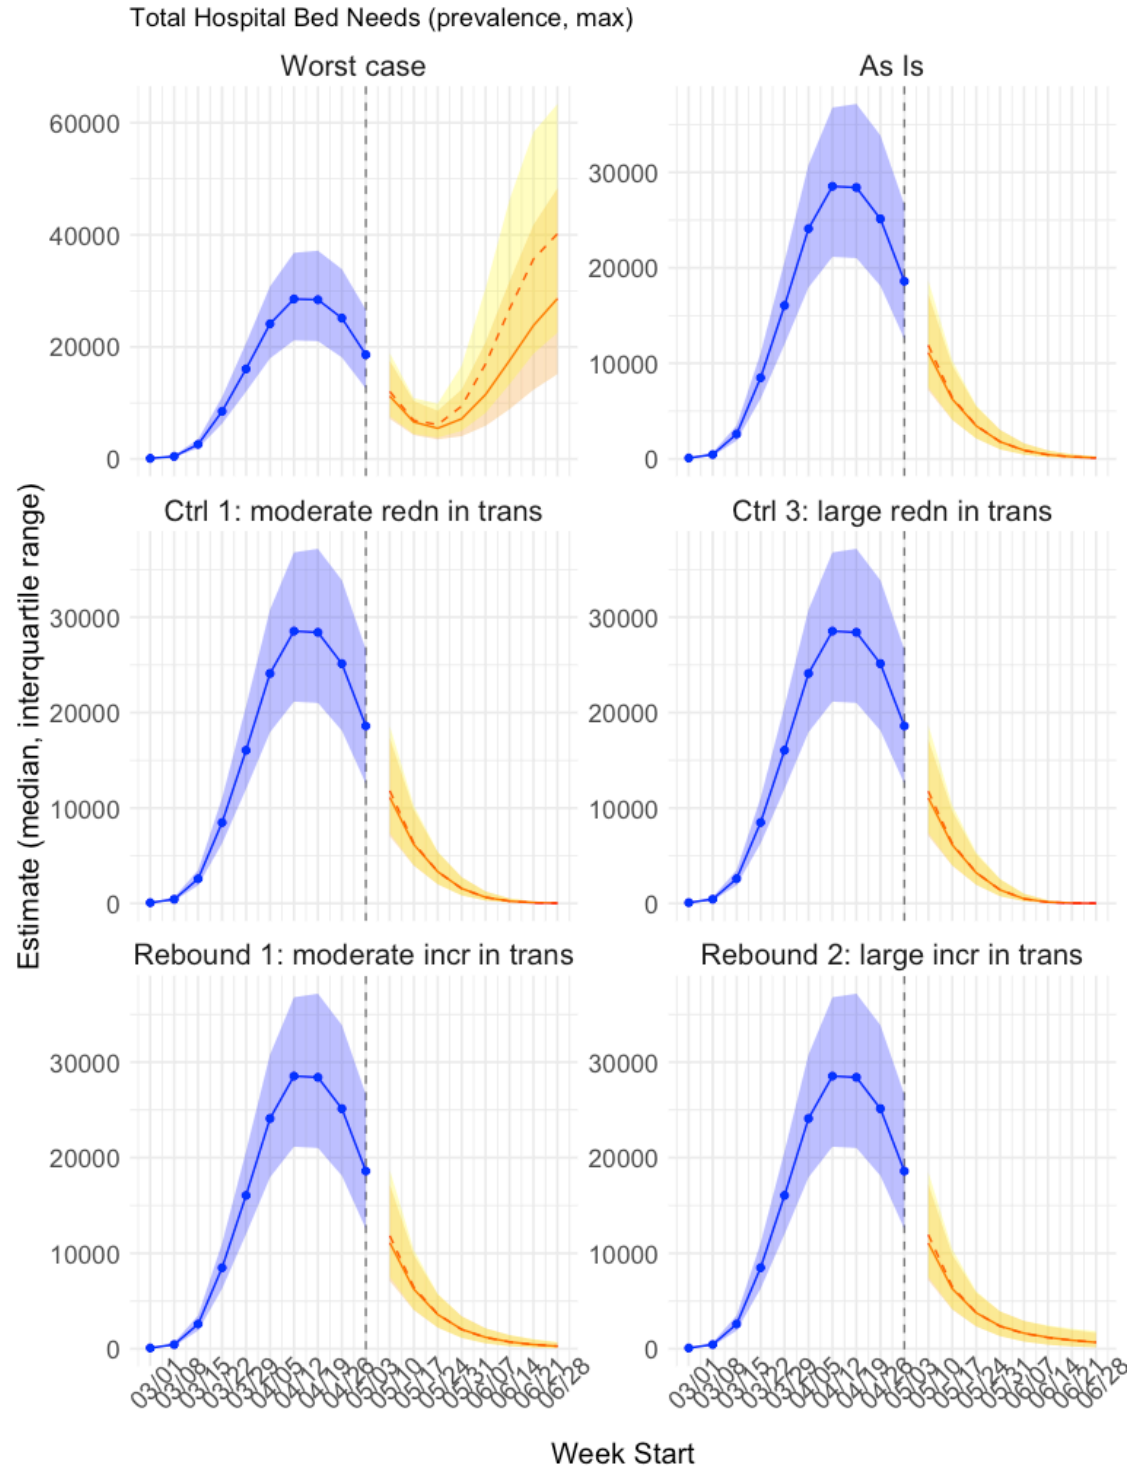 Total Hospital Bed Needs (prevalence, max)
Worst case
As Is
60000
40000
20000
0
30000
20000
10000
0
Estimate (median, interquartile range)
Ctrl 1: moderate redn in trans
Ctrl 3: large redn in trans
30000
20000
10000
0
30000
20000
10000
0
Rebound 1: moderate incr in trans
Rebound 2: large incr in trans
30000
20000
10000
0
30000
20000
10000
0
03/01 03/08 03/15 03/22 03/29 04/05 04/12 04/19 04/26 05/03 05/10 05/17 05/24 05/31 06/07 06/14 06/21 06/28
03/01 03/08 03/15 03/22 03/29 04/05 04/12 04/19 04/26 05/03 05/10 05/17 05/24 05/31 06/07 06/14 06/21 06/28
Week Start